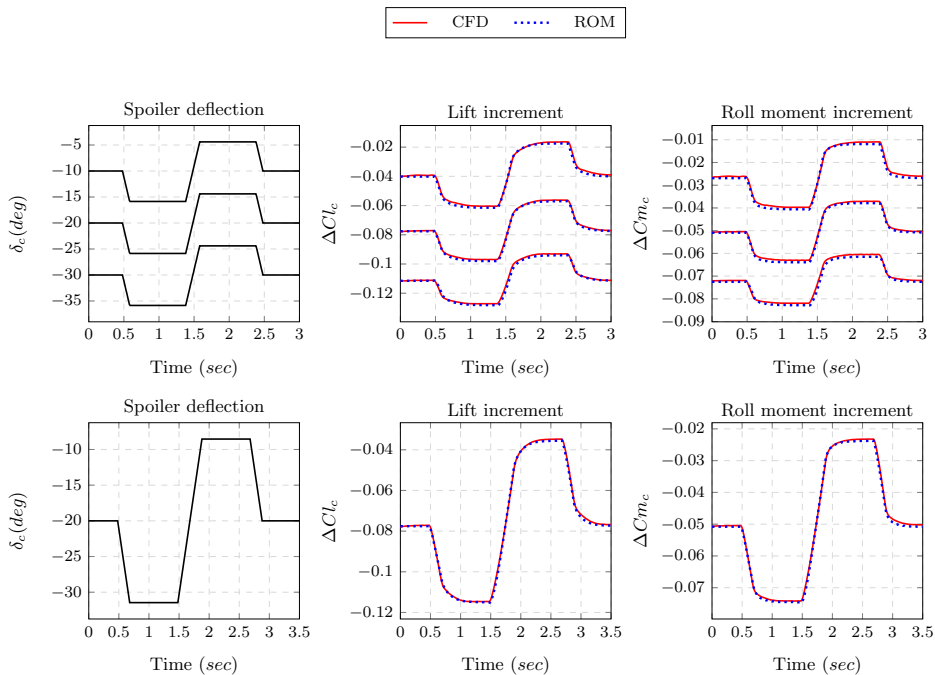 CFD ROM
Spoiler deflection
−5
−10
−15
−20
−25
−30
−35
δc(deg)
0 0.5 1 1.5 2 2.5 3
Time (sec)
Lift increment
−0.02
−0.04
−0.06
−0.08
−0.1
−0.12
ΔClc
0 0.5 1 1.5 2 2.5 3
Time (sec)
Roll moment increment
−0.01
−0.02
−0.03
−0.04
−0.05
−0.06
−0.07
−0.08
−0.09
ΔCmc
0 0.5 1 1.5 2 2.5 3
Time (sec)
Spoiler deflection
−10
−20
−30
δc(deg)
0 0.5 1 1.5 2 2.5 3 3.5
Time (sec)
Lift increment
−0.04
−0.06
−0.08
−0.1
−0.12
ΔClc
0 0.5 1 1.5 2 2.5 3 3.5
Time (sec)
Roll moment increment
−0.02
−0.03
−0.04
−0.05
−0.06
−0.07
ΔCmc
0 0.5 1 1.5 2 2.5 3 3.5
Time (sec)